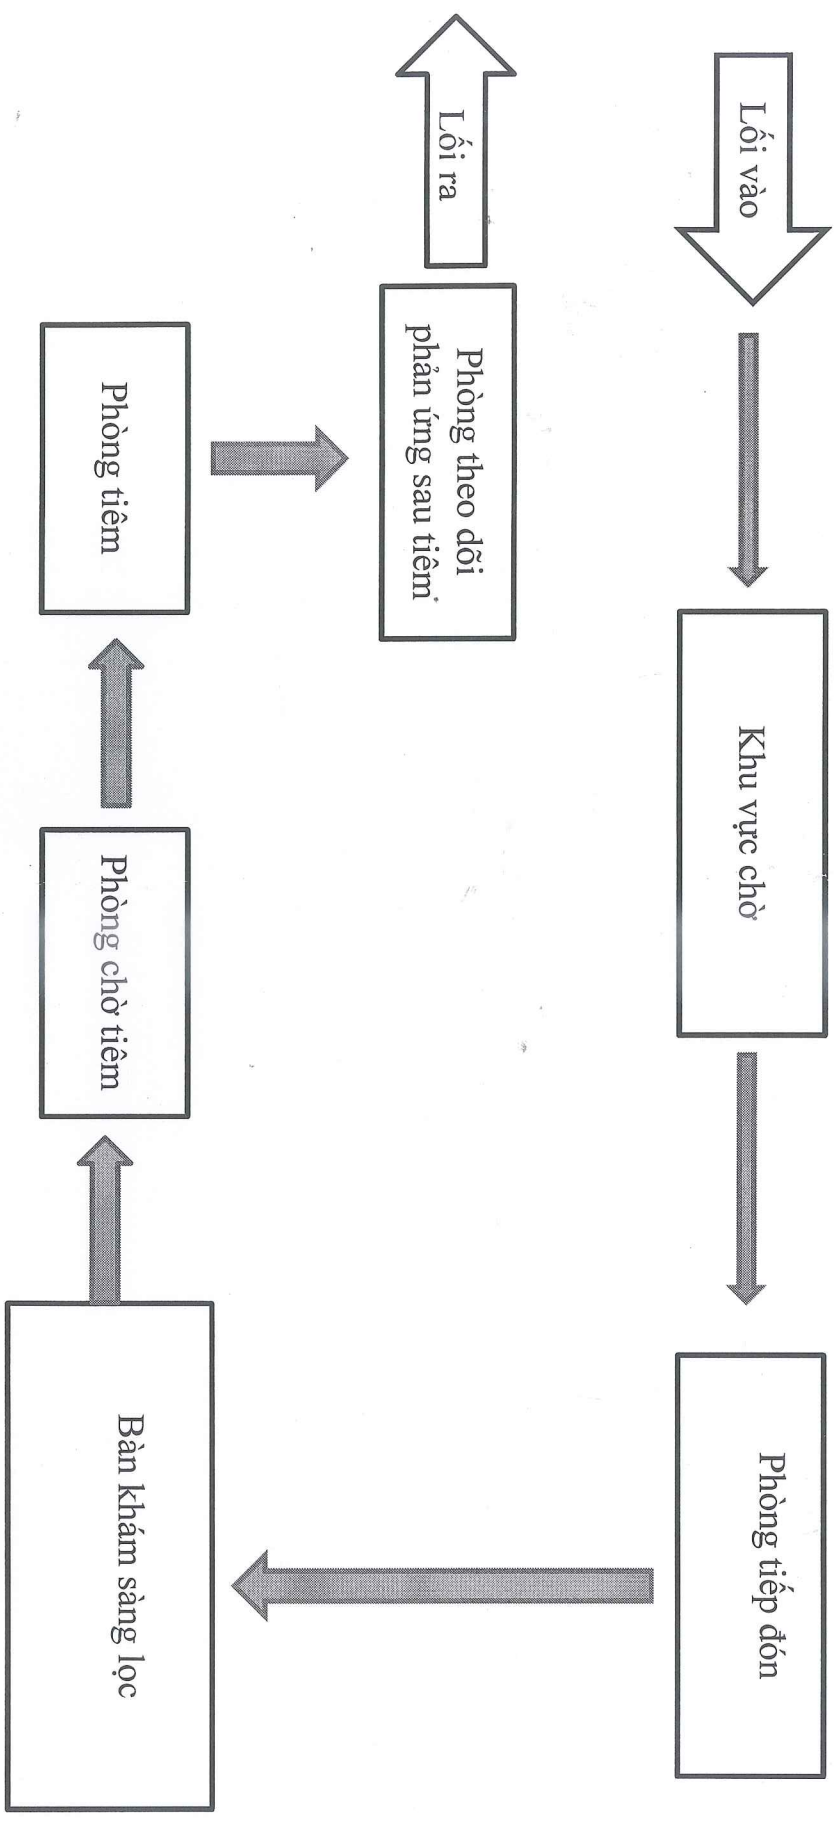 Lối vào
Khu vực chờ
Phòng tiếp đón
Bàn khám sàng lọc
Phòng chờ tiêm
Phòng tiêm
Phòng theo dõi
phản ứng sau tiêm
Lối ra